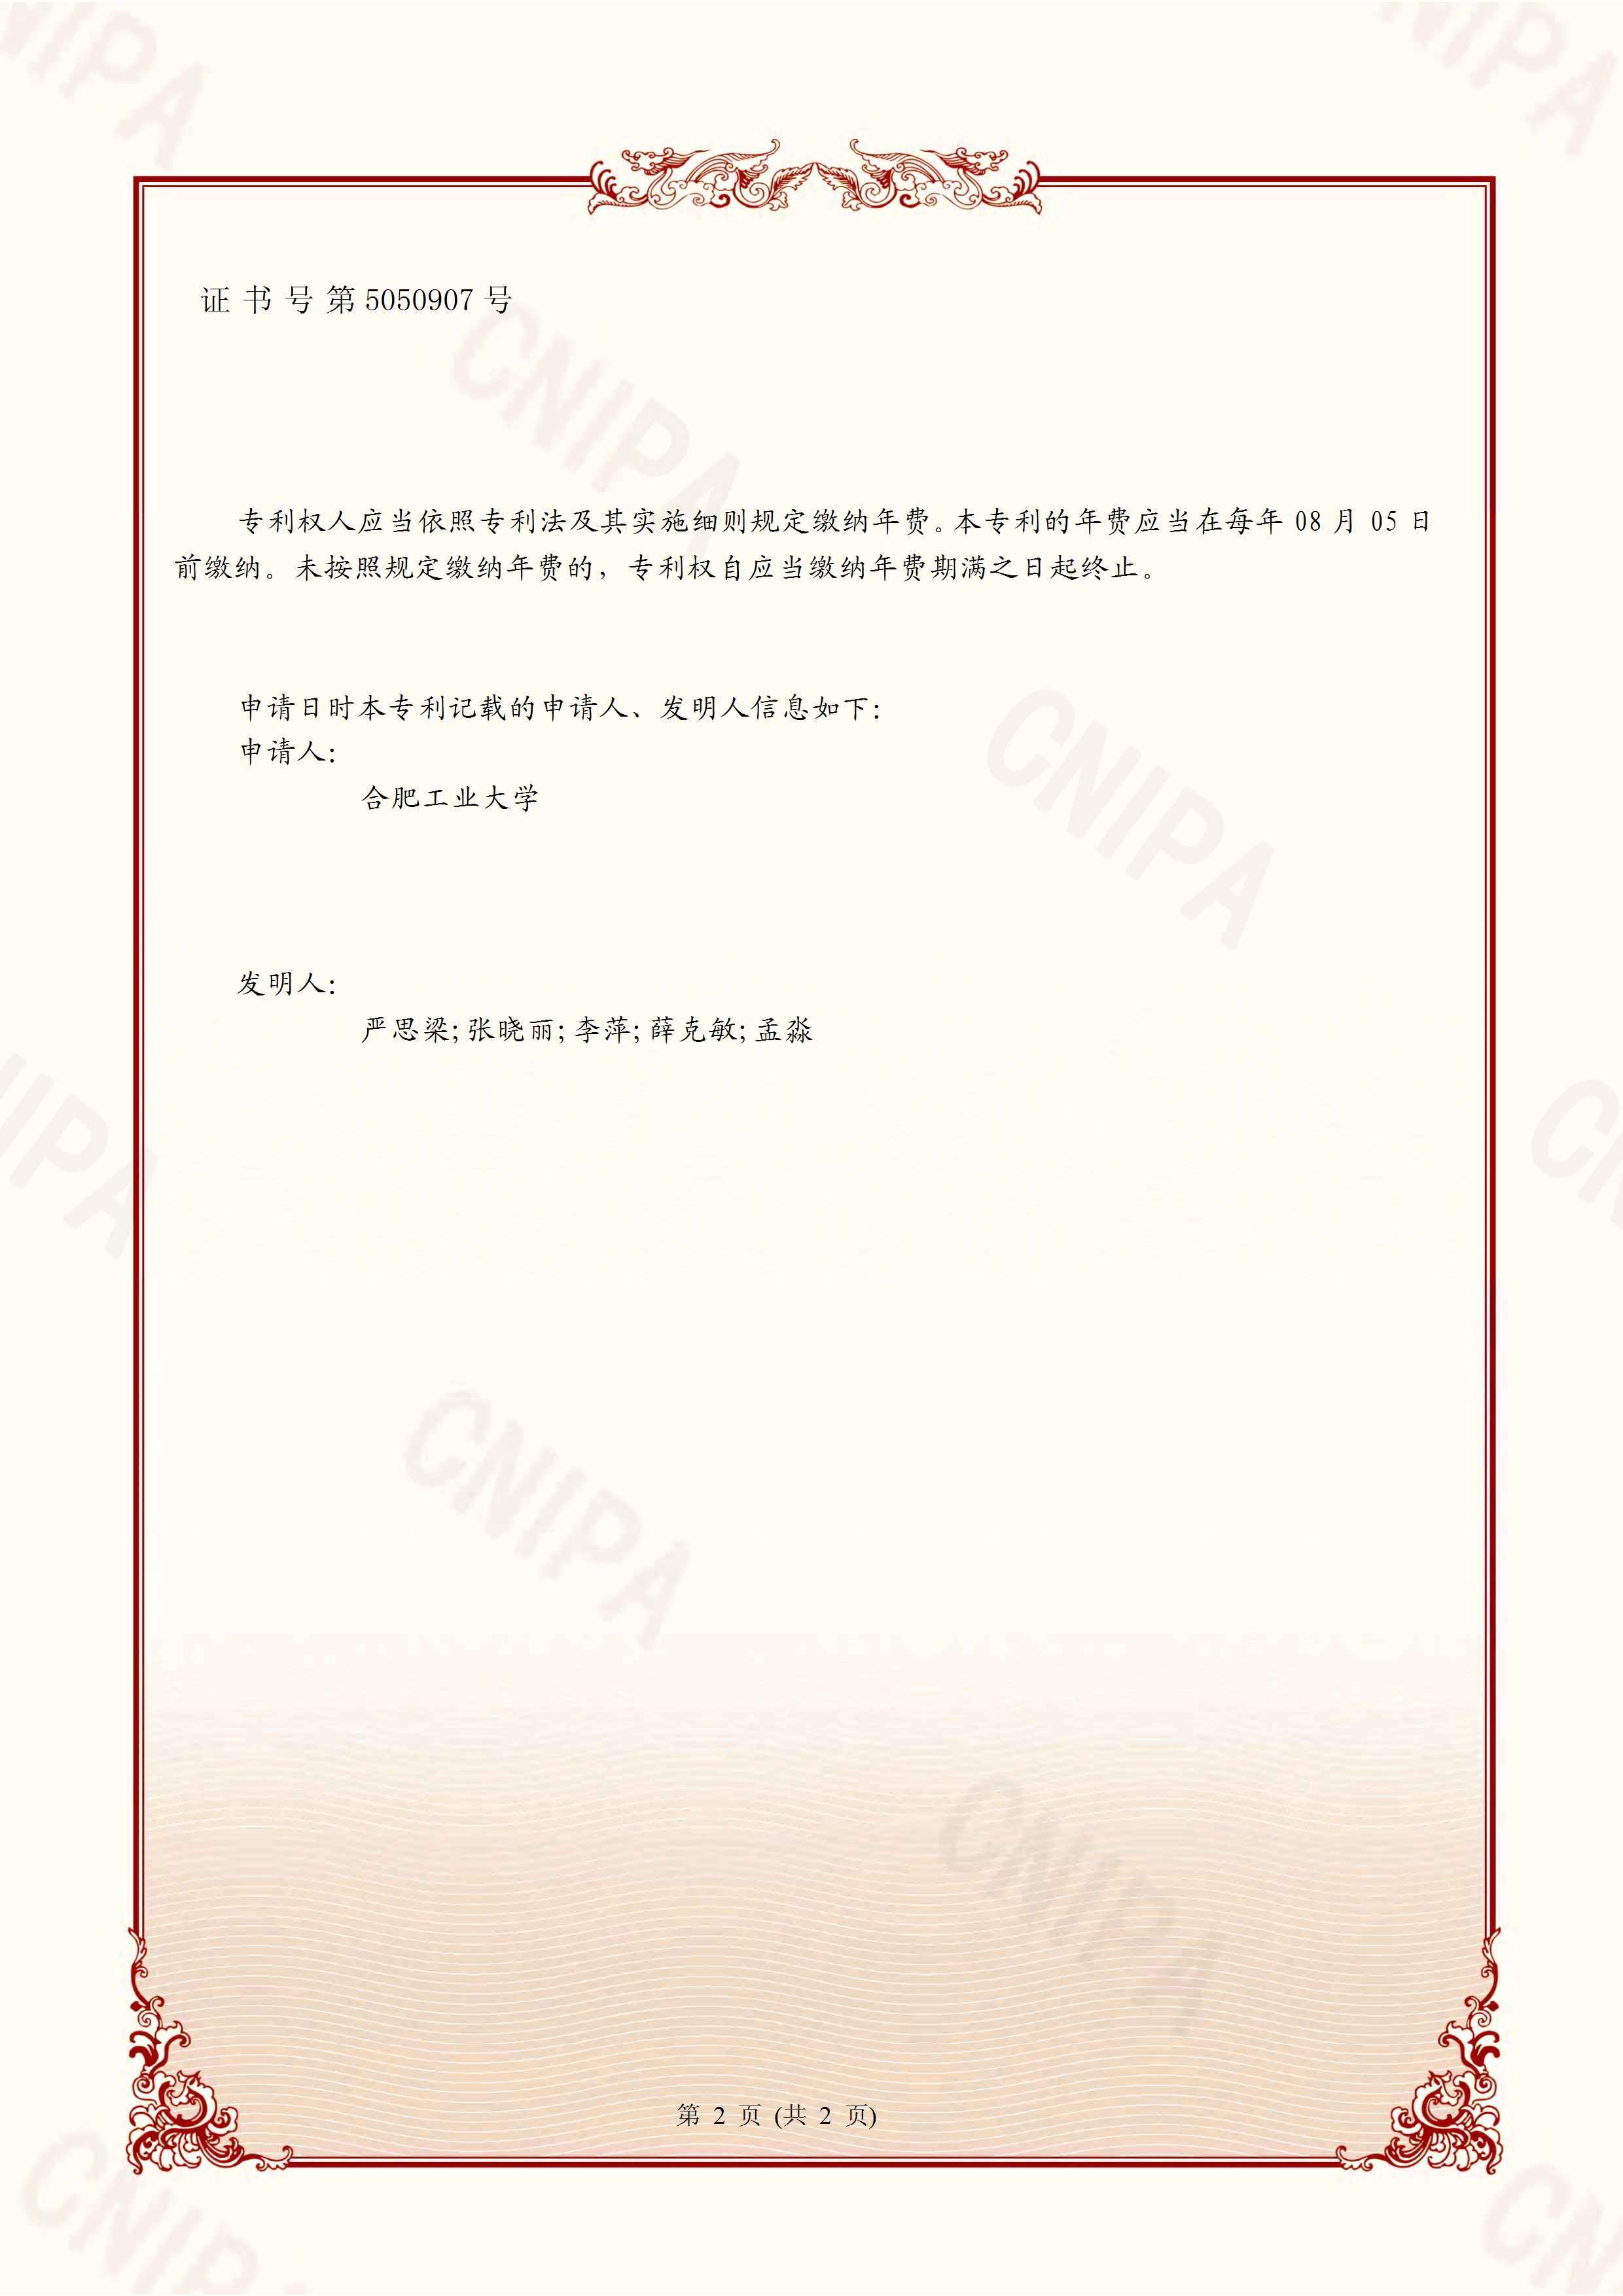 证书号第5050907号
专利权人应当依照专利法及其实施细则规定缴纳年费。本专利的年费应当在每年 08 月 05 日
前缴纳。未按照规定缴纳年费的，专利权自应当缴纳年费期满之日起终止。
申请日时本专利记载的申请人、发明人信息如下：
申请人：
合肥工业大学
发明人：
严思梁;张晓丽;李萍;薛克敏;孟淼
第 2 页 (共 2 页)
CNIPA
CNIPA
CNIPA
CNIPA